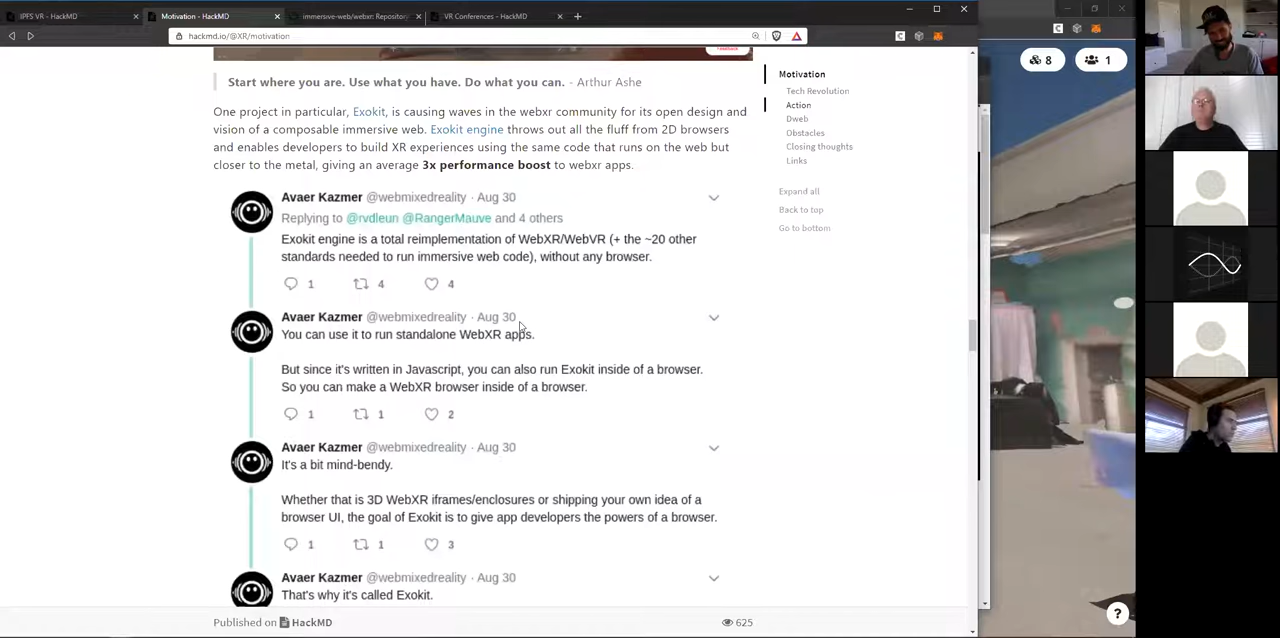 IPFS VR - HackMD
Motivation - HackMD
immersive-web/webxr: Repository
VR Conferences - HackMD
hackmd.io/@XR/motivation
8
1
Start where you are. Use what you have. Do what you can. - Arthur Ashe
One project in particular, Exokit, is causing waves in the webxr community for its open design and
vision of a composable immersive web. Exokit engine throws out all the fluff from 2D browsers
and enables developers to build XR experiences using the same code that runs on the web but
closer to the metal, giving an average 3x performance boost to webxr apps.
Motivation
Tech Revolution
Action
Dweb
Obstacles
Closing thoughts
Links
Expand all
Back to top
Go to bottom
Avaer Kazmer @webmixedreality · Aug 30
Replying to @rvdleun @RangerMauve and 4 others
Exokit engine is a total reimplementation of WebXR/WebVR (+ the ~20 other
standards needed to run immersive web code), without any browser.
1 4 4
Avaer Kazmer @webmixedreality · Aug 30
You can use it to run standalone WebXR apps.
But since it's written in Javascript, you can also run Exokit inside of a browser.
So you can make a WebXR browser inside of a browser.
1 1 2
Avaer Kazmer @webmixedreality · Aug 30
It's a bit mind-bendy.
Whether that is 3D WebXR iframes/enclosures or shipping your own idea of a
browser UI, the goal of Exokit is to give app developers the powers of a browser.
1 1 3
Avaer Kazmer @webmixedreality · Aug 30
That's why it's called Exokit.
Published on HackMD
625
?